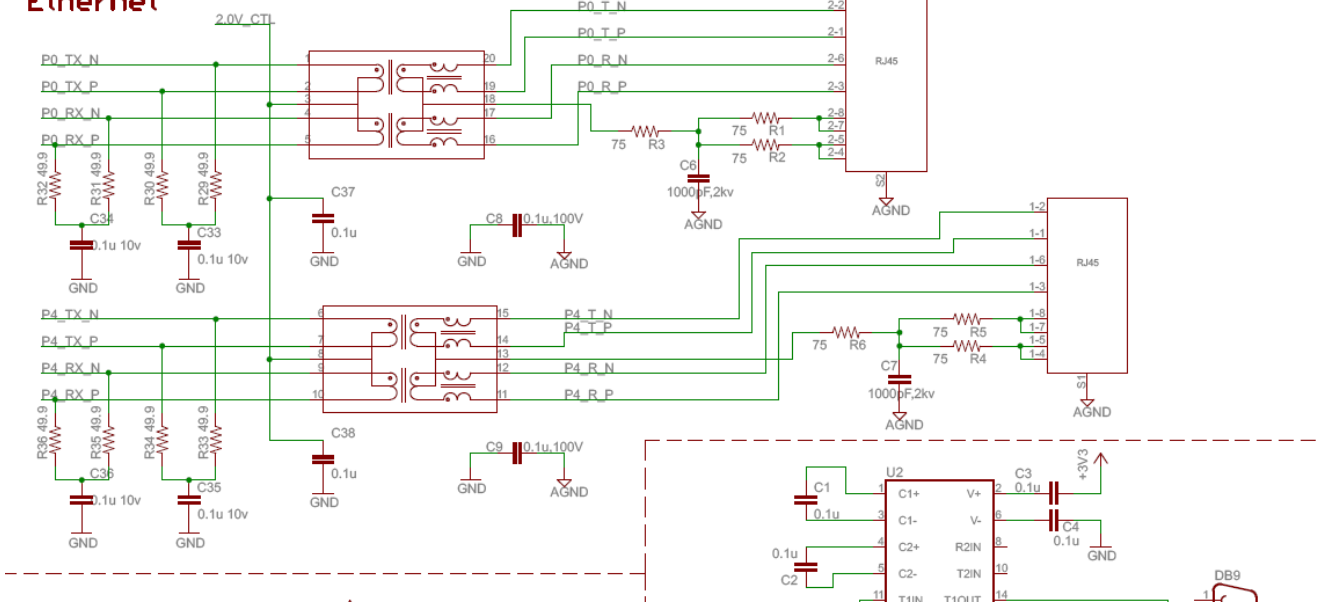 Ethernet
2.0V_CTL
P0_TX_N
P0_TX_P
P0_RX_N
P0_RX_P
1
2
3
4
5
20
19
18
17
16
P0_T_N
P0_T_P
P0_R_N
P0_R_P
2-2
2-1
2-6
2-3
2-8
2-7
2-5
2-4
RJ45
S2
AGND
75 R3
75 R1
75 R2
C6
1000pF,2kv
AGND
R32 49.9
R31 49.9
R30 49.9
R29 49.9
C34
0.1u 10v
GND
C33
0.1u 10v
GND
C37
0.1u
GND
C8 0.1u,100V
GND
AGND
P4_TX_N
P4_TX_P
P4_RX_N
P4_RX_P
6
7
8
9
10
15
14
13
12
11
P4_T_N
P4_T_P
P4_R_N
P4_R_P
1-2
1-1
1-6
1-3
1-8
1-7
1-5
1-4
RJ45
S1
AGND
75 R6
75 R5
75 R4
C7
1000pF,2kv
AGND
R36 49.9
R35 49.9
R34 49.9
R33 49.9
C36
0.1u 10v
GND
C35
0.1u 10v
GND
C38
0.1u
GND
C9 0.1u,100V
GND
AGND
U2
C1
0.1u
0.1u
C2
1 C1+ V+ 2
3 C1- V- 6
4 C2+ R2IN 8
5 C2- T2IN 10
11 T1IN T1OUT 14
C3
0.1u
+3V3
C4
0.1u
GND
DB9
1